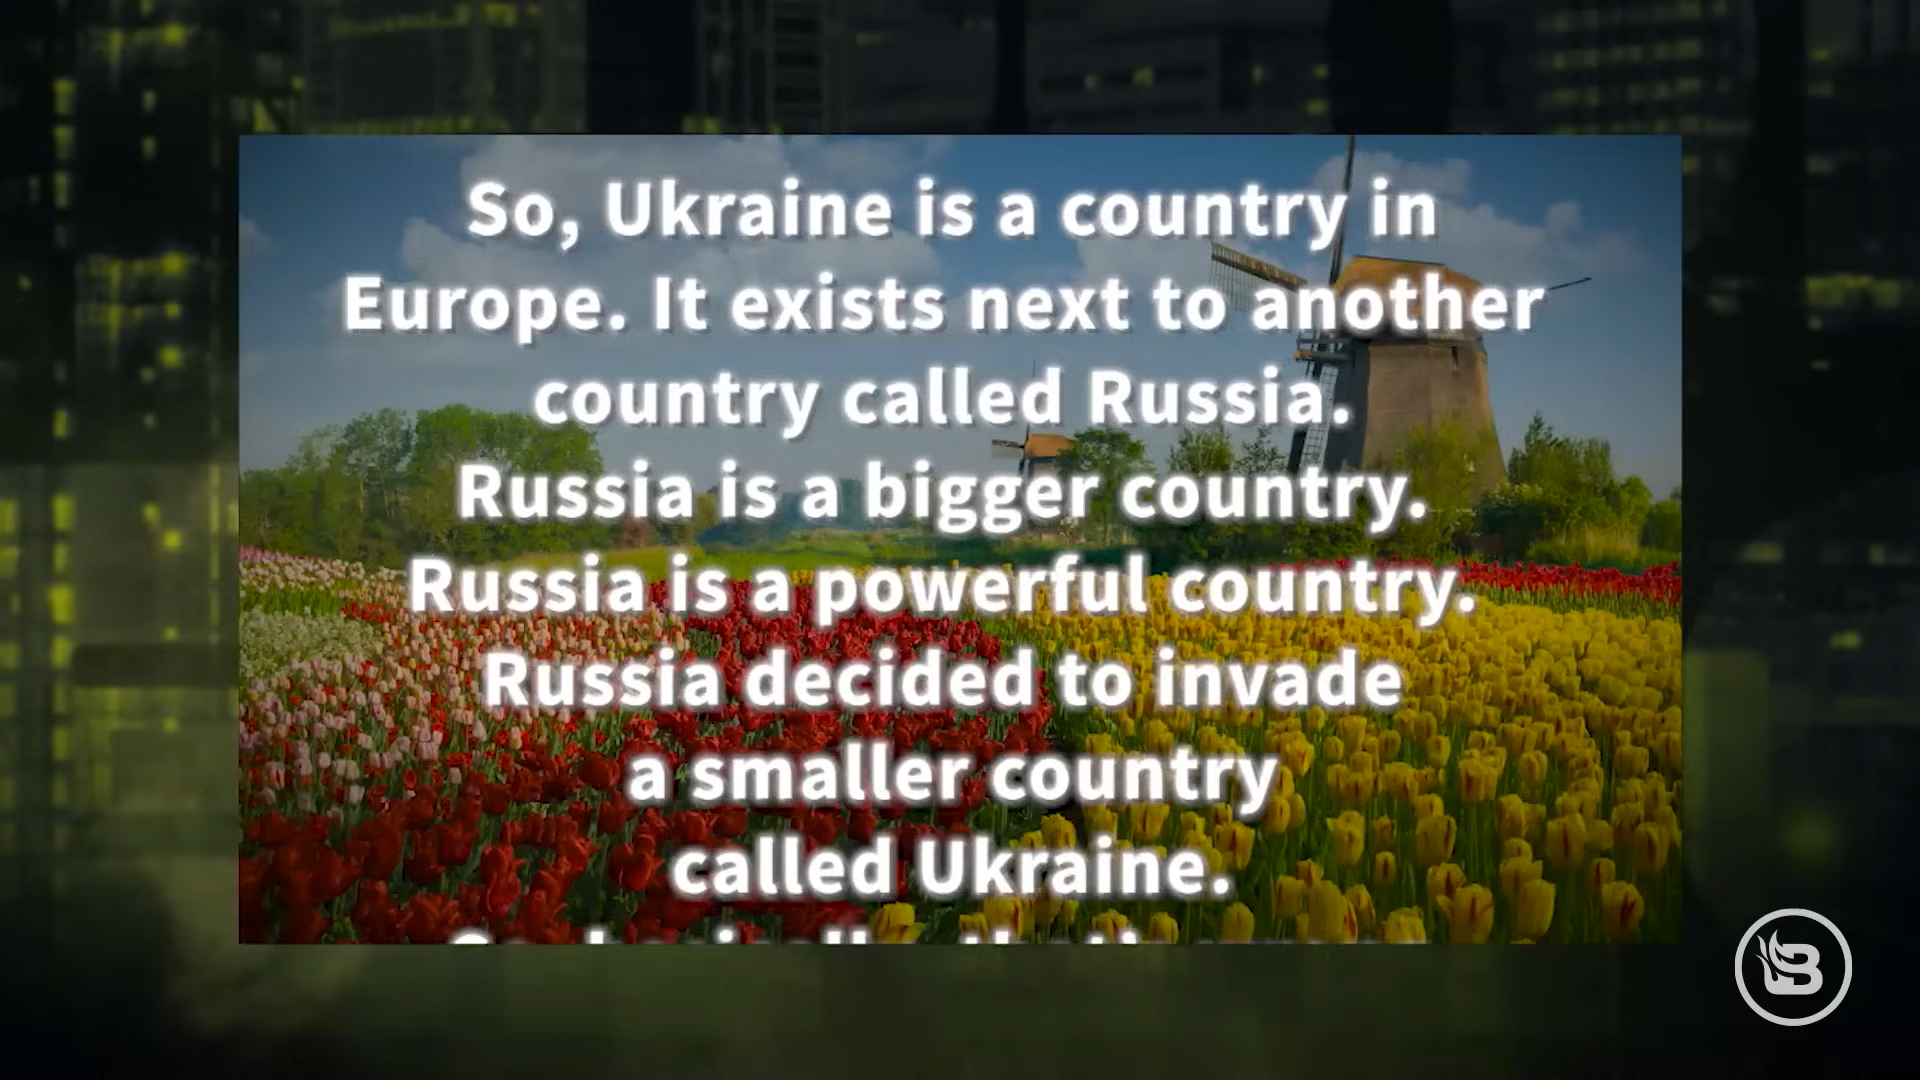 So, Ukraine is a country in
Europe. It exists next to another
country called Russia.
Russia is a bigger country.
Russia is a powerful country.
Russia decided to invade
a smaller country
called Ukraine.
B